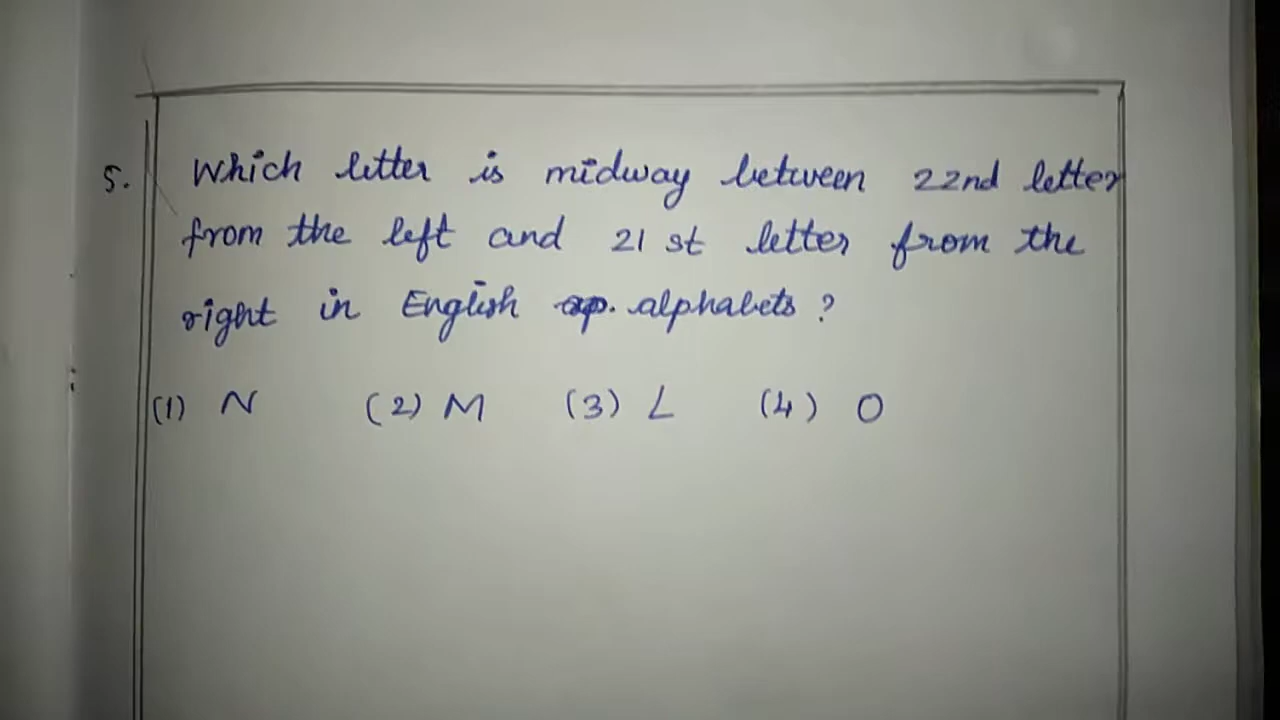 5. Which letter is midway between 22nd letter
from the left and 21 st letter from the
right in English alphabets ?
(1) N (2) M (3) L (4) O